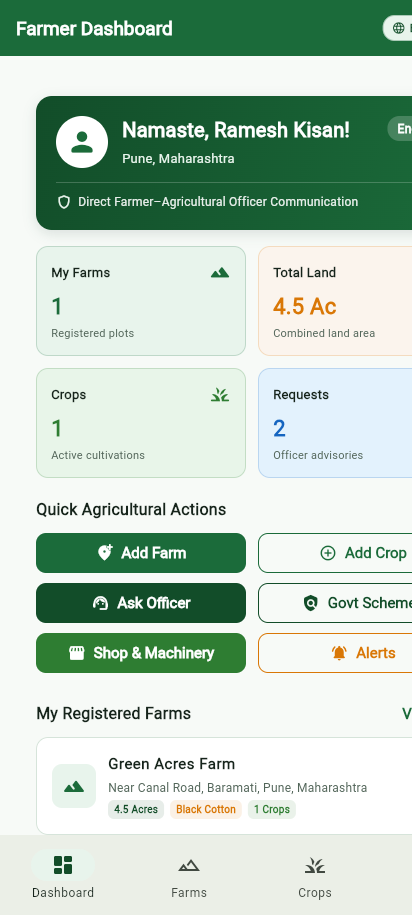 Farmer Dashboard
Namaste, Ramesh Kisan!
En
Pune, Maharashtra
Direct Farmer–Agricultural Officer Communication
My Farms
Total Land
1
4.5 Ac
Registered plots
Combined land area
Crops
Requests
1
2
Active cultivations
Officer advisories
Quick Agricultural Actions
Add Farm
Add Crop
Ask Officer
Govt Scheme
Shop & Machinery
Alerts
My Registered Farms
V
Green Acres Farm
Near Canal Road, Baramati, Pune, Maharashtra
4.5 Acres
Black Cotton
1 Crops
Dashboard
Farms
Crops